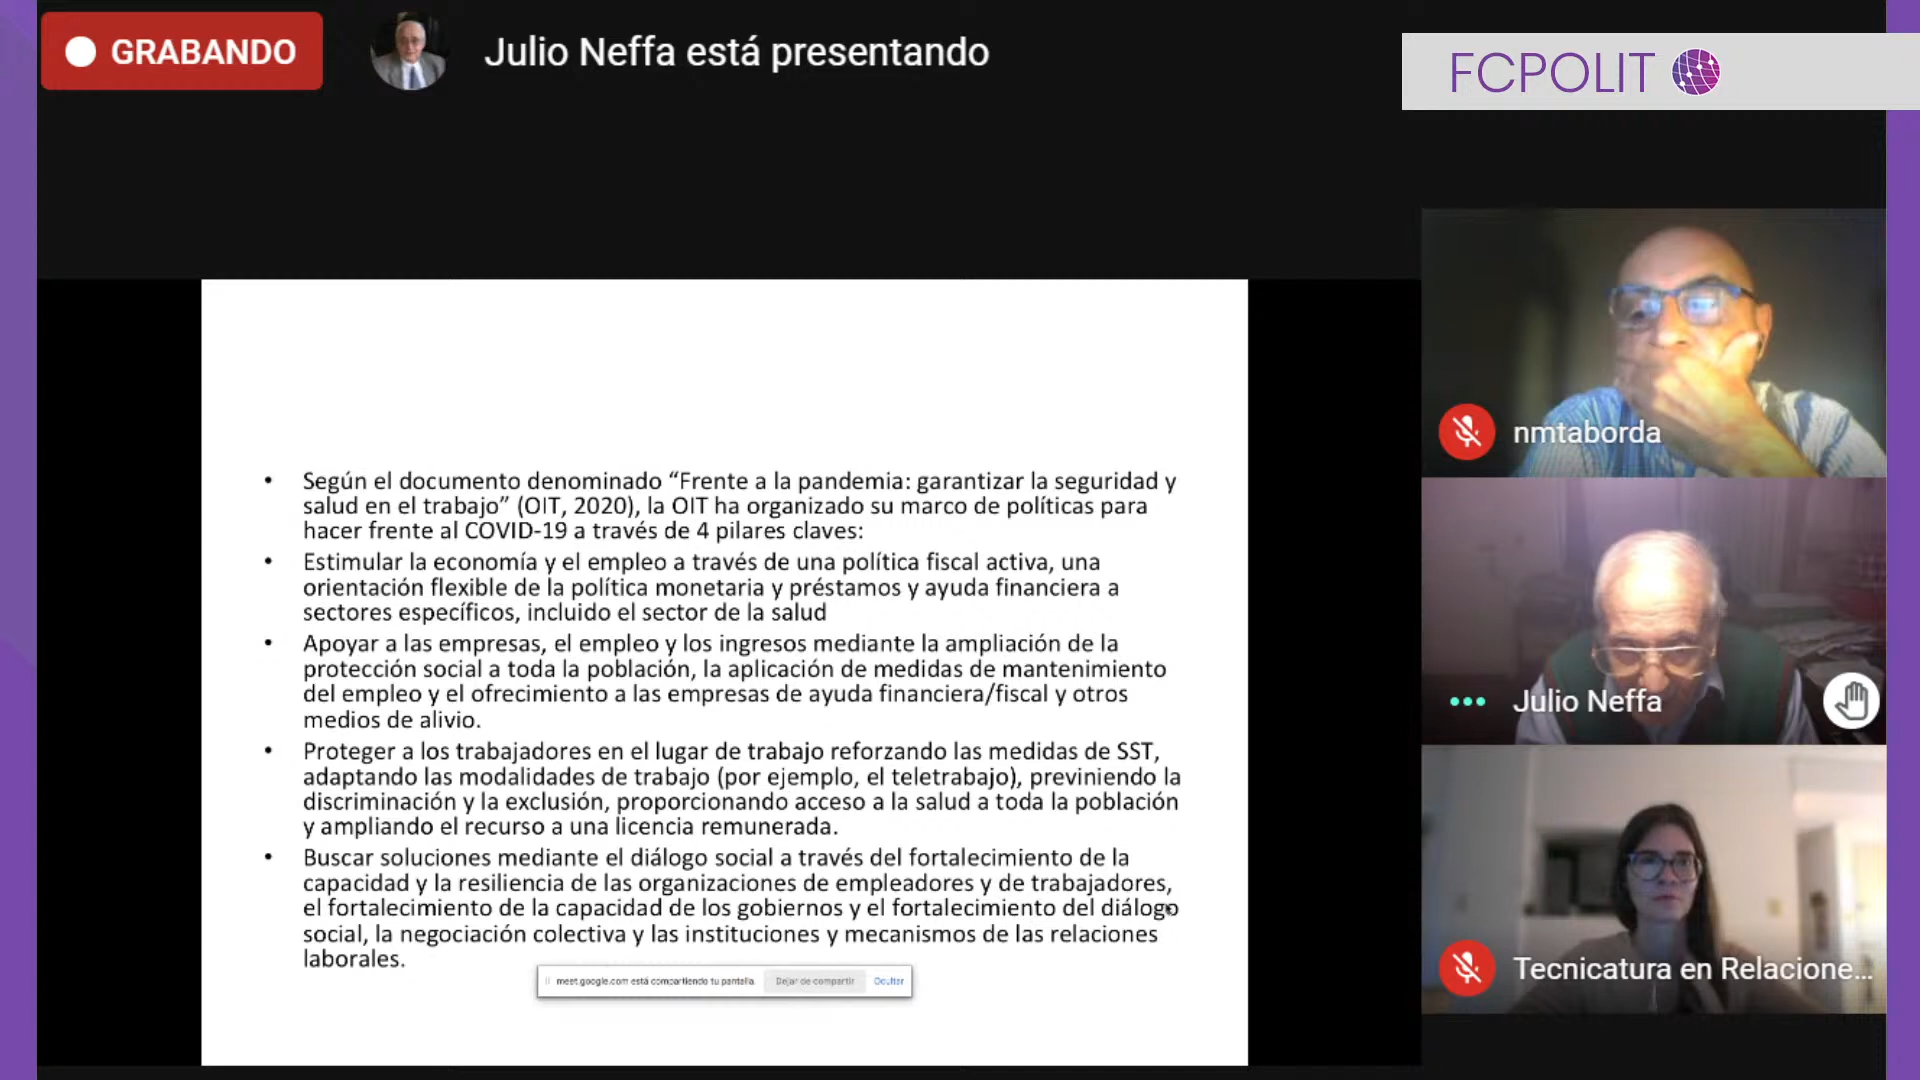 GRABANDO
Julio Neffa está presentando
FCPOLIT
• Según el documento denominado “Frente a la pandemia: garantizar la seguridad y
salud en el trabajo” (OIT, 2020), la OIT ha organizado su marco de políticas para
hacer frente al COVID-19 a través de 4 pilares claves:
• Estimular la economía y el empleo a través de una política fiscal activa, una
orientación flexible de la política monetaria y préstamos y ayuda financiera a
sectores específicos, incluido el sector de la salud
• Apoyar a las empresas, el empleo y los ingresos mediante la ampliación de la
protección social a toda la población, la aplicación de medidas de mantenimiento
del empleo y el ofrecimiento a las empresas de ayuda financiera/fiscal y otros
medios de alivio.
• Proteger a los trabajadores en el lugar de trabajo reforzando las medidas de SST,
adaptando las modalidades de trabajo (por ejemplo, el teletrabajo), previniendo la
discriminación y la exclusión, proporcionando acceso a la salud a toda la población
y ampliando el recurso a una licencia remunerada.
• Buscar soluciones mediante el diálogo social a través del fortalecimiento de la
capacidad y la resiliencia de las organizaciones de empleadores y de trabajadores,
el fortalecimiento de la capacidad de los gobiernos y el fortalecimiento del diálogo
social, la negociación colectiva y las instituciones y mecanismos de las relaciones
laborales.
meet.google.com está compartiendo tu pantalla.
Dejar de compartir
Ocultar
nmtaborda
Julio Neffa
Tecnicatura en Relacione...